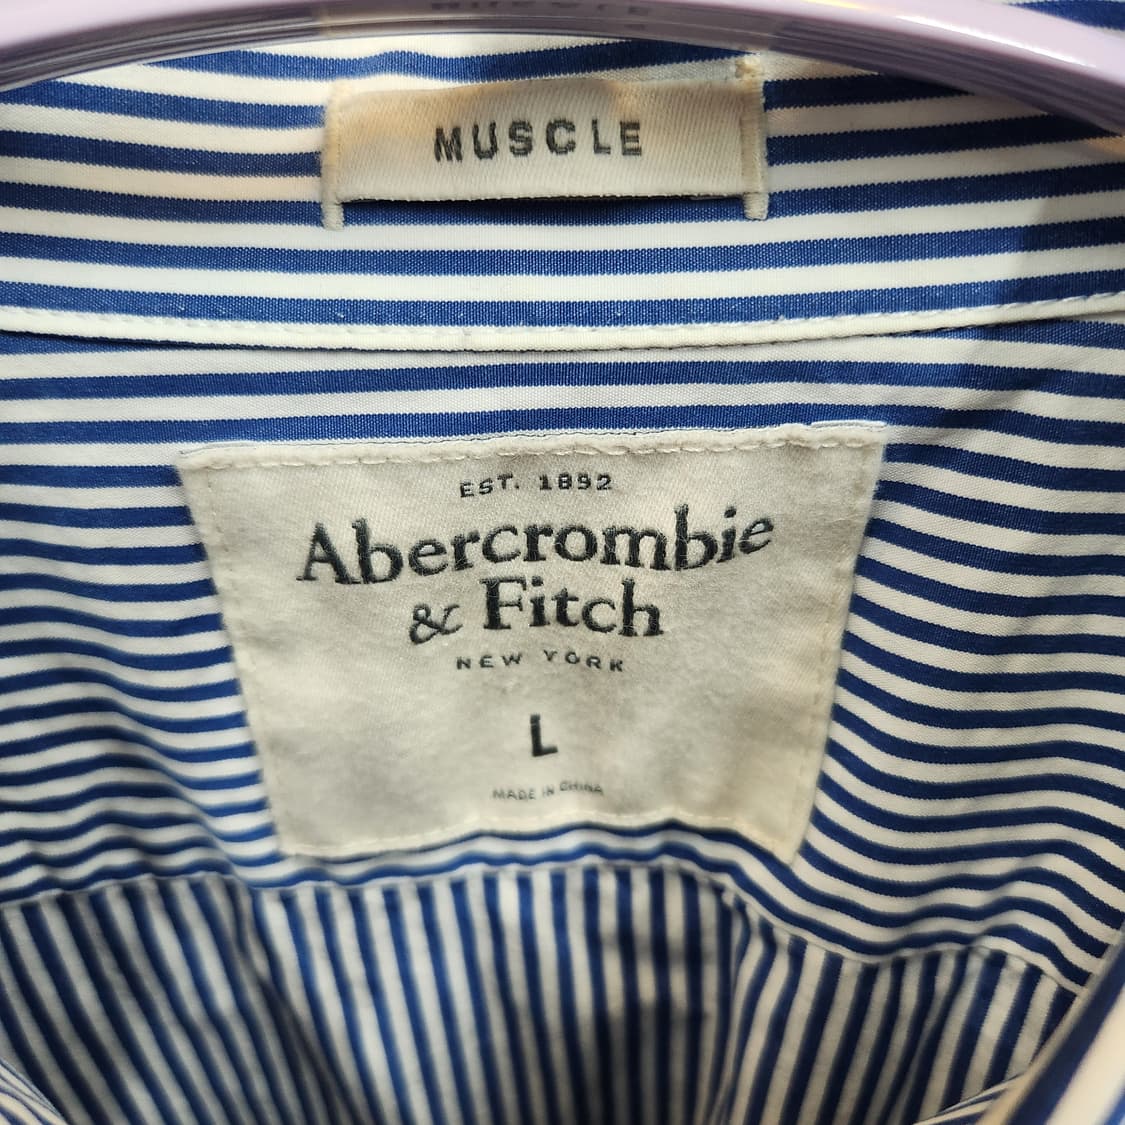 MUSCLE
EST. 1892
Abercrombie
& Fitch
NEW YORK
L
MADE IN CHINA